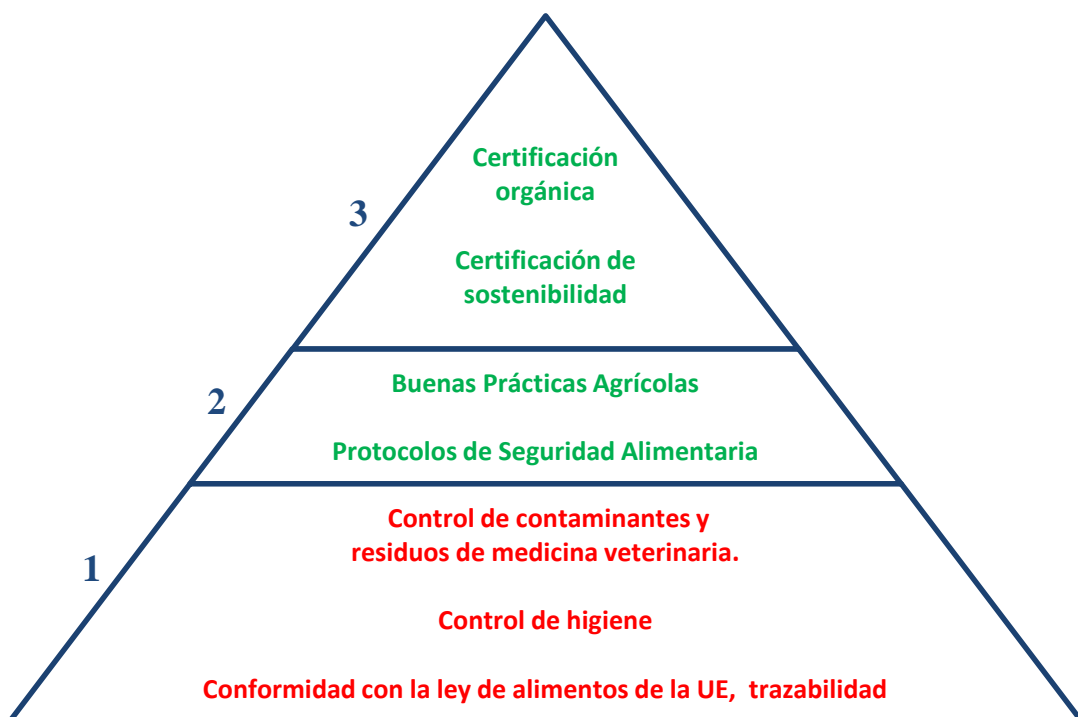 Certificación
orgánica
3
Certificación de
sostenibilidad
Buenas Prácticas Agrícolas
2
Protocolos de Seguridad Alimentaria
Control de contaminantes y
residuos de medicina veterinaria.
1
Control de higiene
Conformidad con la ley de alimentos de la UE, trazabilidad